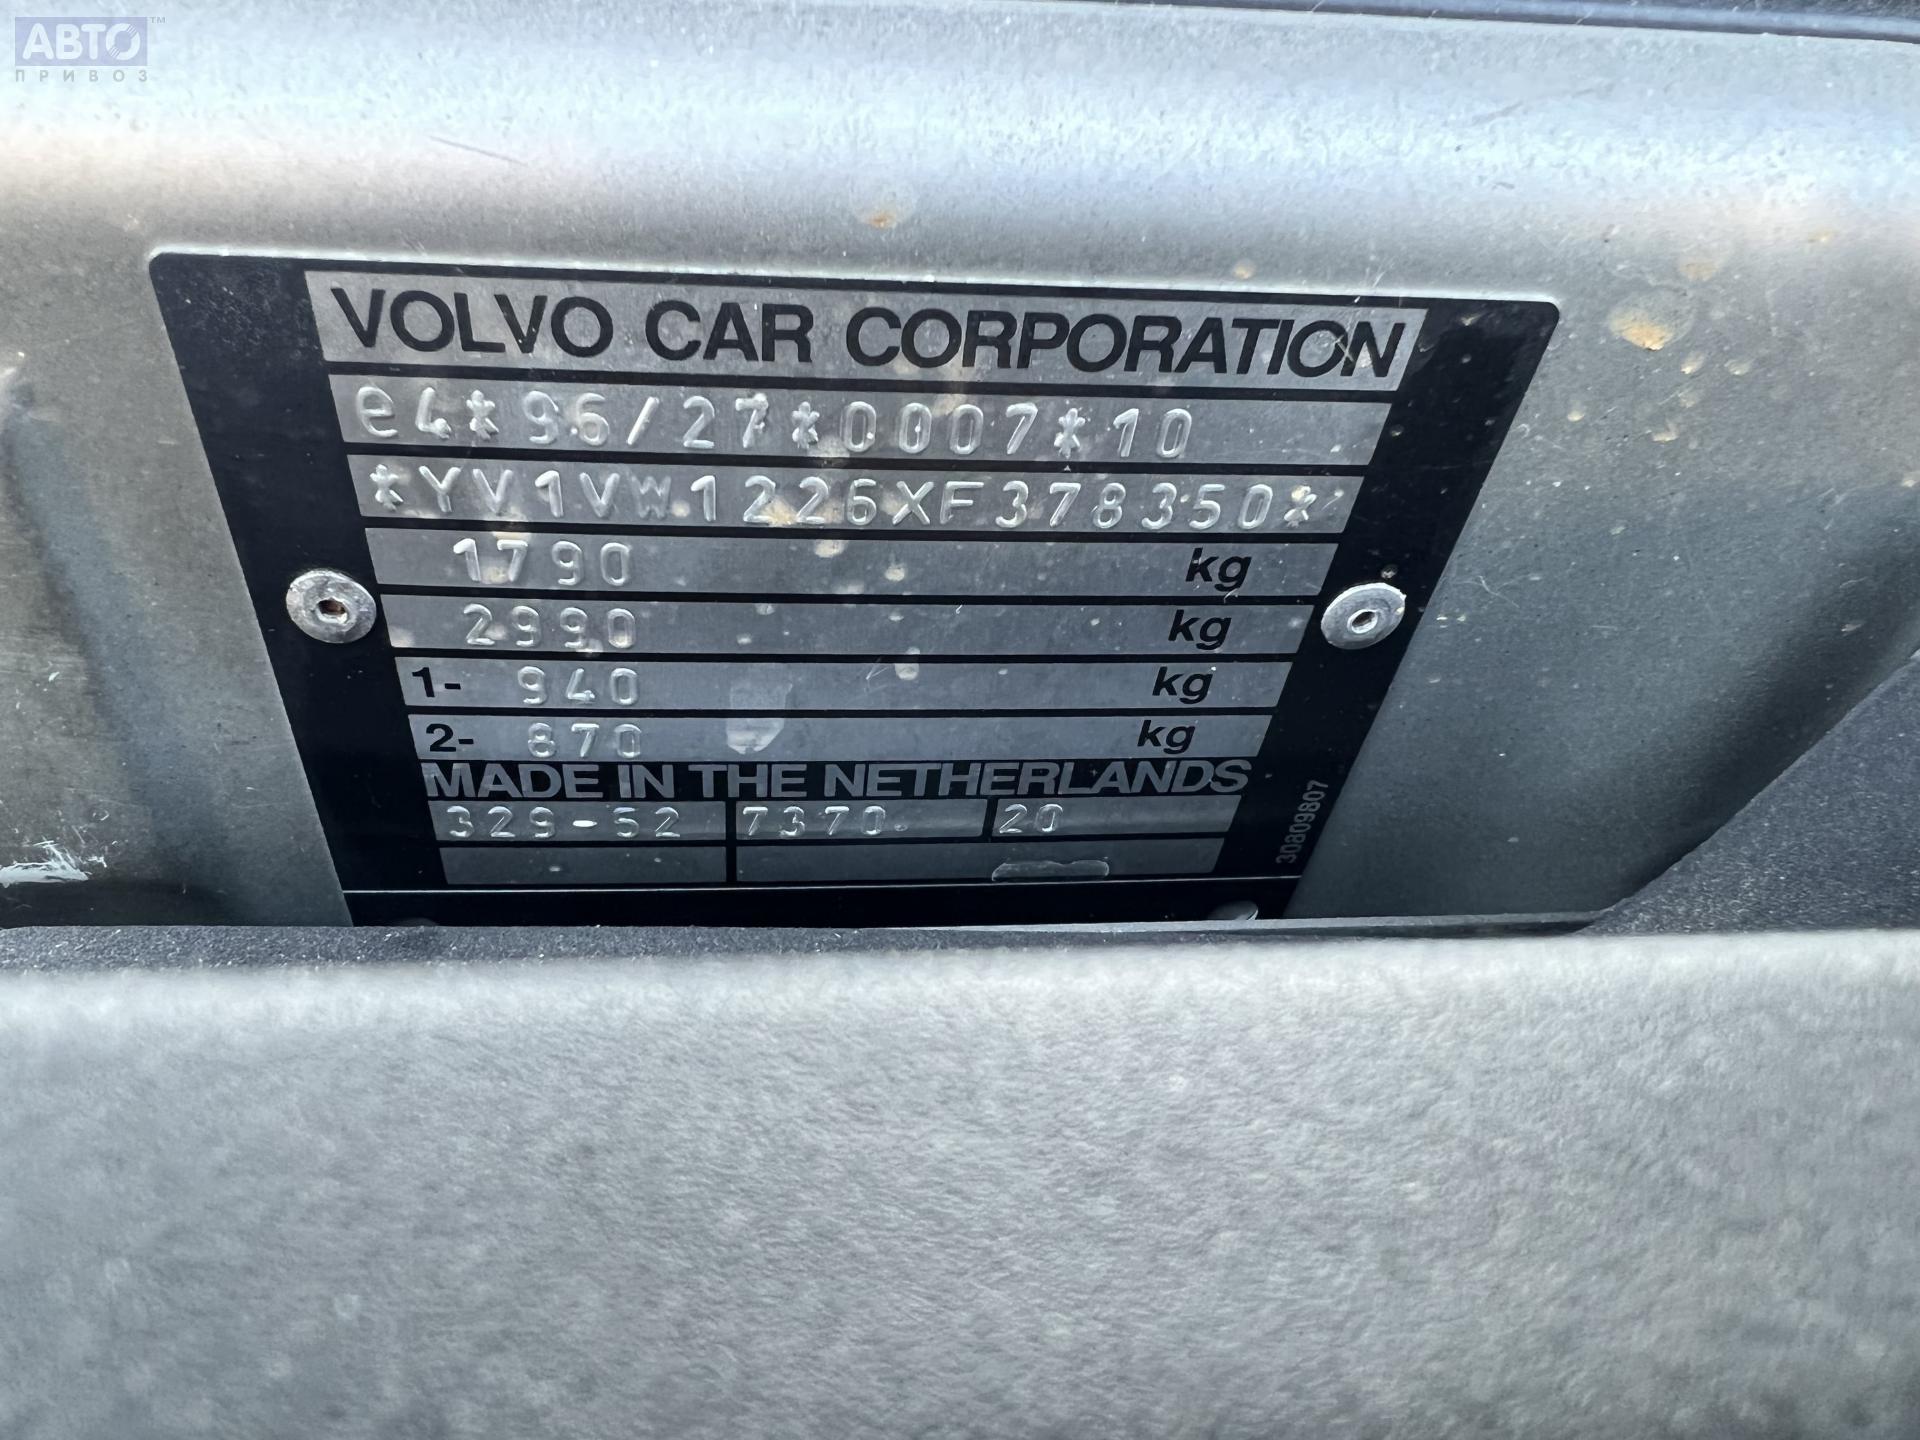 АВТО™
ПРИВОЗ
VOLVO CAR CORPORATION
e4*96/27*0007*10
*YV1VW1226XF378350*
1790 kg
2990 kg
1- 940 kg
2- 870 kg
MADE IN THE NETHERLANDS
329-52 7370 20
30809807